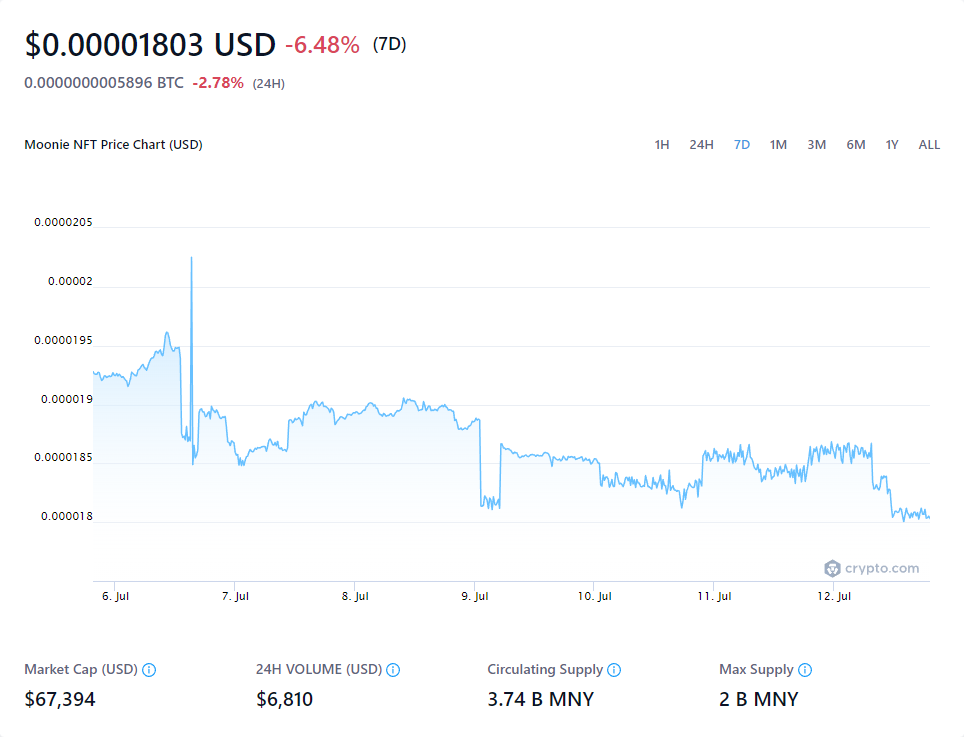 $0.00001803 USD -6.48% (7D)
0.0000000005896 BTC -2.78% (24H)
Moonie NFT Price Chart (USD) 1H 24H 7D 1M 3M 6M 1Y ALL
0.0000205
0.00002
0.0000195
0.000019
0.0000185
0.000018
crypto.com
6. Jul 7. Jul 8. Jul 9. Jul 10. Jul 11. Jul 12. Jul
Market Cap (USD) 24H VOLUME (USD) Circulating Supply Max Supply
$67,394 $6,810 3.74 B MNY 2 B MNY